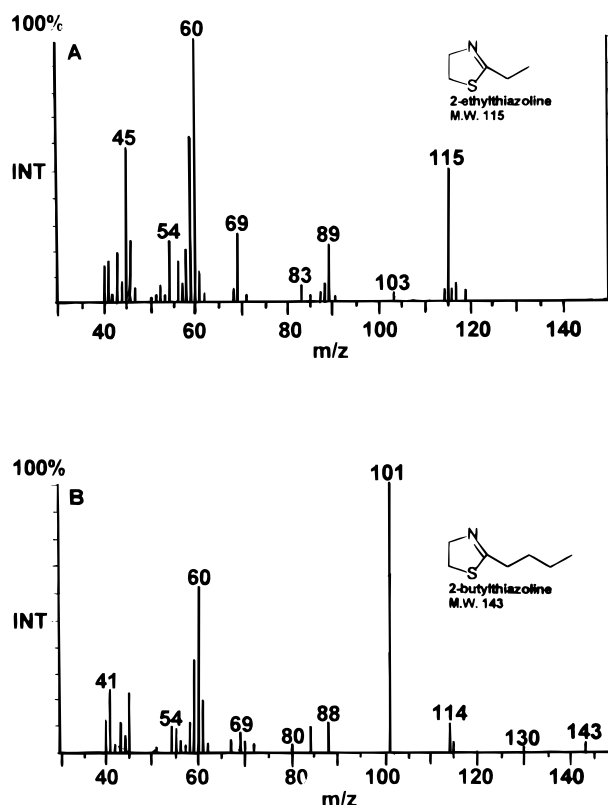 100%
A
60
N
S
2-ethylthiazoline
M.W. 115
45
115
INT
54
69
89
83
103
40 60 80 100 120 140
m/z
100%
B
101
N
S
2-butylthiazoline
M.W. 143
60
INT
41
54
69
80
88
114
130
143
40 60 80 100 120 140
m/z